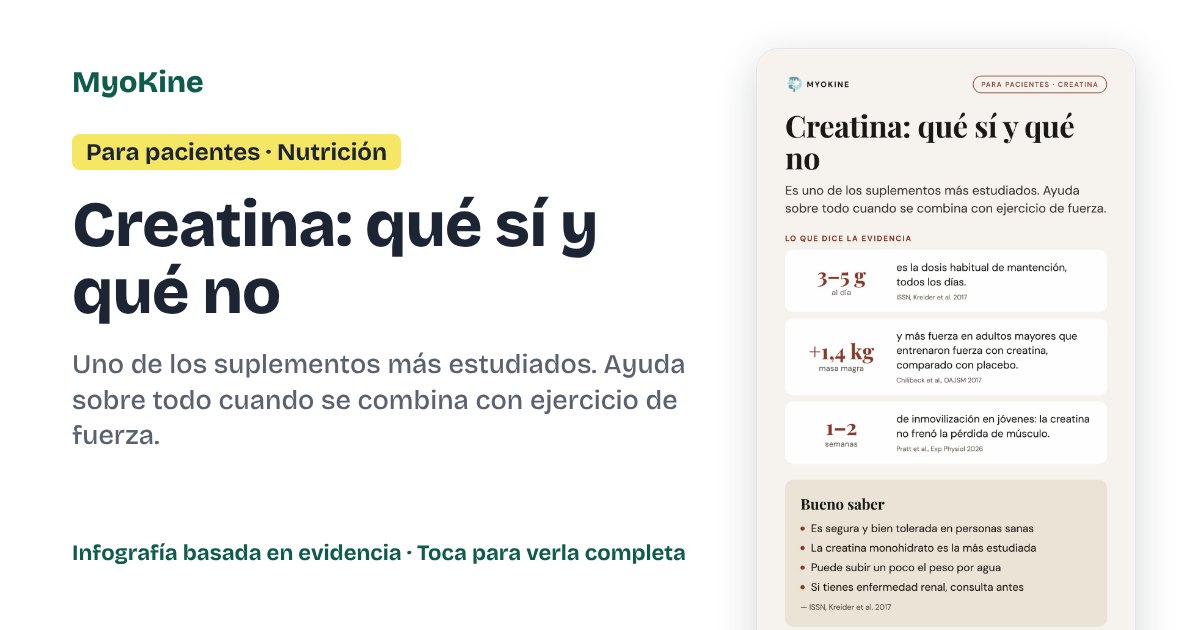 MyoKine
Para pacientes · Nutrición
Creatina: qué sí y
qué no
Uno de los suplementos más estudiados. Ayuda
sobre todo cuando se combina con ejercicio de
fuerza.
Infografía basada en evidencia · Toca para verla completa
MYOKINE
PARA PACIENTES · CREATINA
Creatina: qué sí y qué
no
Es uno de los suplementos más estudiados. Ayuda
sobre todo cuando se combina con ejercicio de fuerza.
LO QUE DICE LA EVIDENCIA
3–5 g
al día
es la dosis habitual de mantención,
todos los días.
ISSN, Kreider et al. 2017
+1,4 kg
masa magra
y más fuerza en adultos mayores que
entrenaron fuerza con creatina,
comparado con placebo.
Chilibeck et al., OAJSM 2017
1–2
semanas
de inmovilización en jóvenes: la creatina
no frenó la pérdida de músculo.
Pratt et al., Exp Physiol 2026
Bueno saber
• Es segura y bien tolerada en personas sanas
• La creatina monohidrato es la más estudiada
• Puede subir un poco el peso por agua
• Si tienes enfermedad renal, consulta antes
— ISSN, Kreider et al. 2017